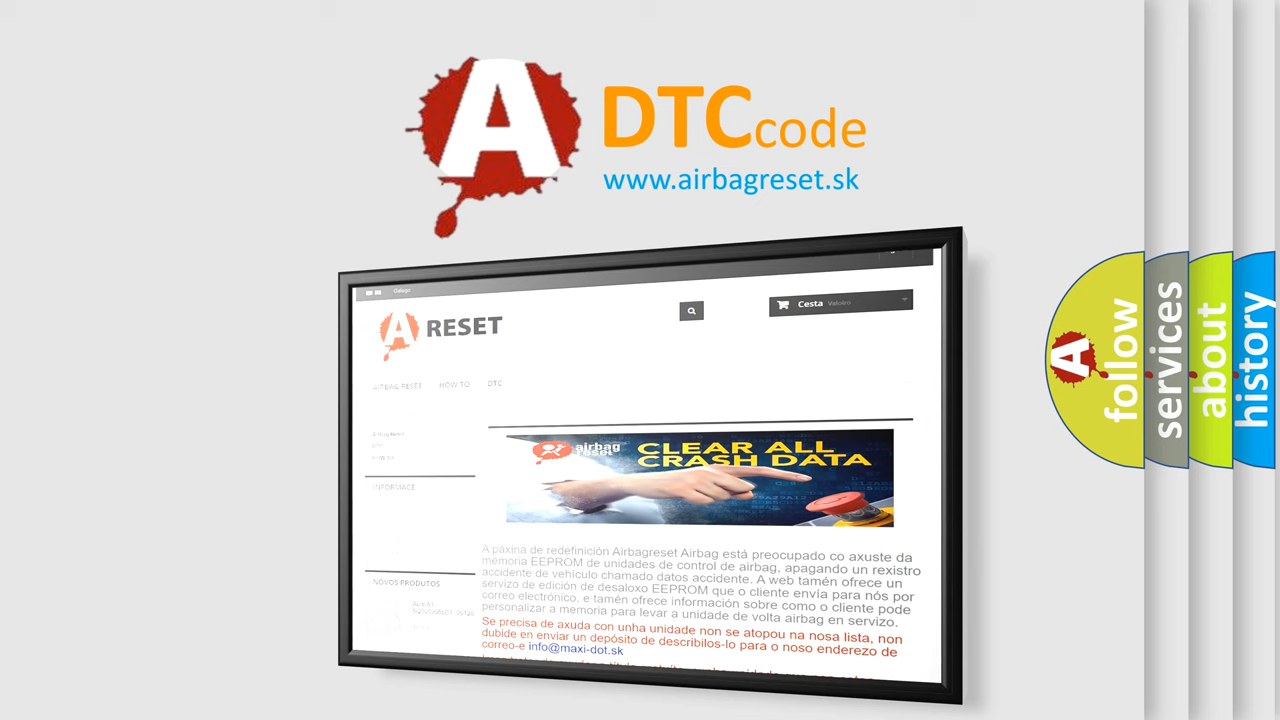 A
DTC code
www.airbagreset.sk
Galego
A RESET
Cesta Valeiro
AIRBAG RESET HOW TO DTC
INFORMACE
airbag
reset
CLEAR ALL
CRASH DATA
NOVOS PRODUTOS
A páxina de redefinición Airbagreset Airbag está preocupado co axuste da
memoria EEPROM de unidades de control de airbag, apagando un rexistro
accidente de vehículo chamado datos accidente. A web tamén ofrece un
servizo de edición de desaloxo EEPROM que o cliente envía para nós por
correo electrónico, e tamén ofrece información sobre como o cliente pode
personalizar a memoria para levar a unidade de volta airbag en servizo.
Se precisa de axuda con unha unidade non se atopou na nosa lista, non
dubide en enviar un depósito de describilos-lo para o noso enderezo de
correo-e info@maxi-dot.sk
A
follow
services
about
history